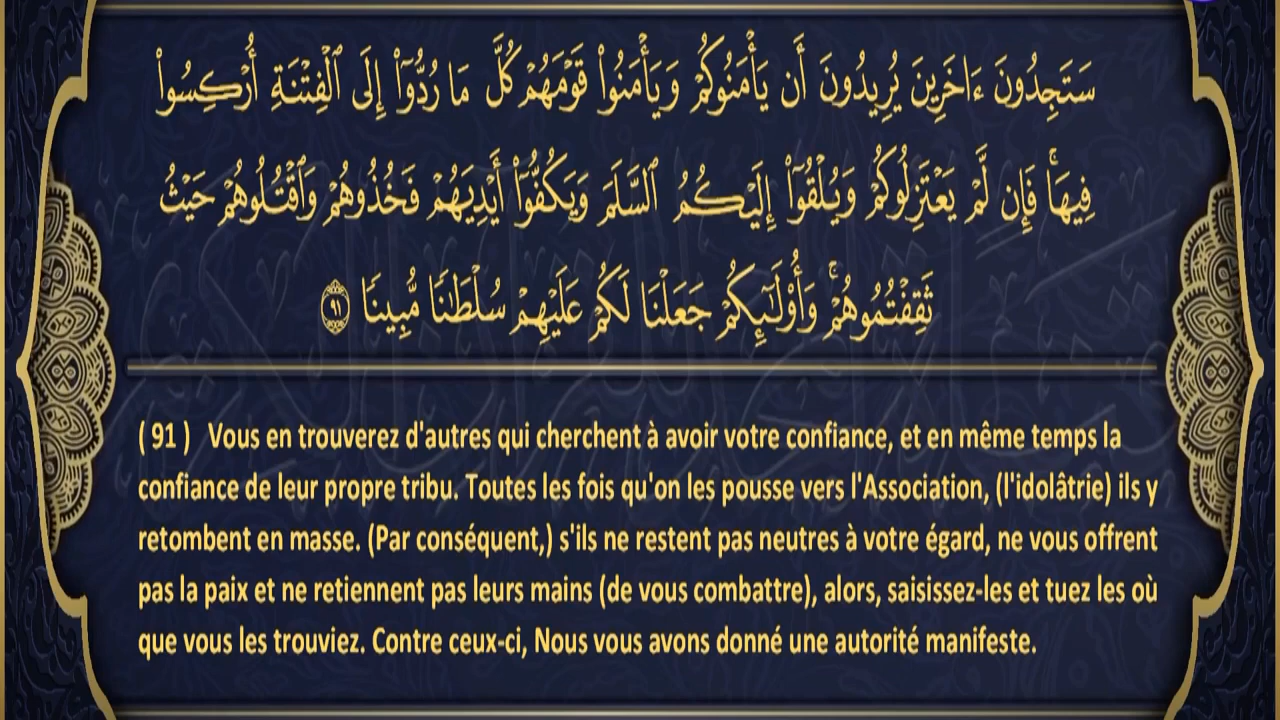 سَتَجِدُونَ ءَاخَرِينَ يُرِيدُونَ أَن يَأْمَنُوكُمْ وَيَأْمَنُوا۟ قَوْمَهُمْ كُلَّ مَا رُدُّوٓا۟ إِلَى ٱلْفِتْنَةِ أُرْكِسُوا۟
فِيهَا ۚ فَإِن لَّمْ يَعْتَزِلُوكُمْ وَيُلْقُوٓا۟ إِلَيْكُمُ ٱلسَّلَمَ وَيَكُفُّوٓا۟ أَيْدِيَهُمْ فَخُذُوهُمْ وَٱقْتُلُوهُمْ حَيْثُ
ثَقِفْتُمُوهُمْ ۚ وَأُو۟لَـٰٓئِكُمْ جَعَلْنَا لَكُمْ عَلَيْهِمْ سُلْطَـٰنًا مُّبِينًا ٩١
( 91 ) Vous en trouverez d'autres qui cherchent à avoir votre confiance, et en même temps la
confiance de leur propre tribu. Toutes les fois qu'on les pousse vers l'Association, (l'idolâtrie) ils y
retombent en masse. (Par conséquent,) s'ils ne restent pas neutres à votre égard, ne vous offrent
pas la paix et ne retiennent pas leurs mains (de vous combattre), alors, saisissez-les et tuez les où
que vous les trouviez. Contre ceux-ci, Nous vous avons donné une autorité manifeste.